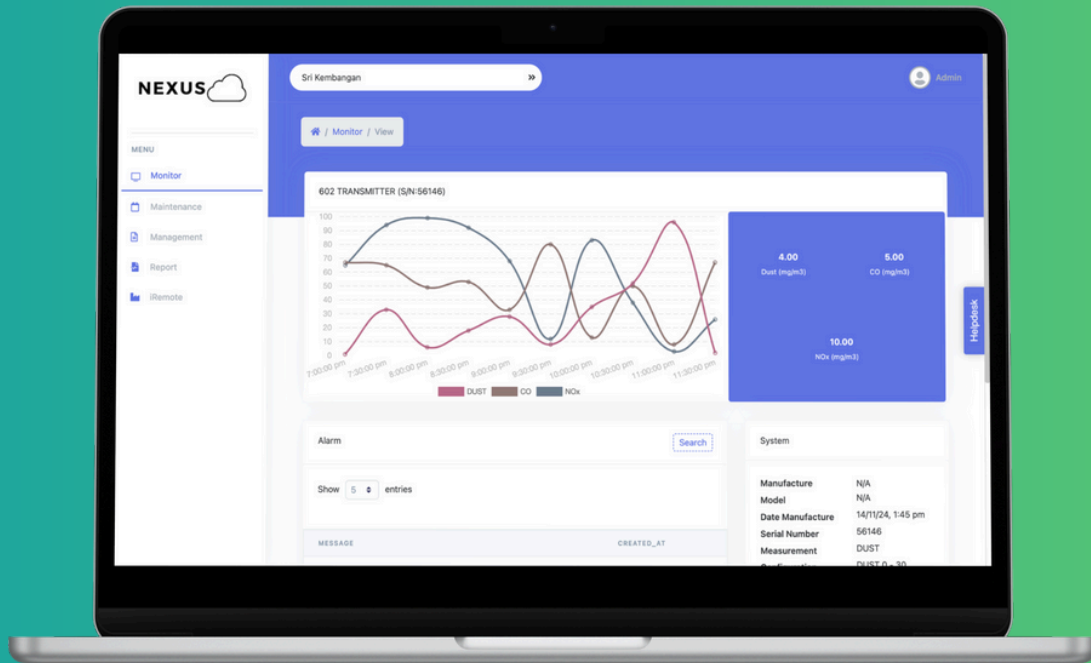 NEXUS
Sri Kembangan »
Admin
MENU
Monitor
Maintenance
Management
Report
iRemote
/ Monitor / View
602 TRANSMITTER (S/N:56146)
100
90
80
70
60
50
40
30
20
10
0
7:00:00 pm 7:30:00 pm 8:00:00 pm 8:30:00 pm 9:00:00 pm 9:30:00 pm 10:00:00 pm 10:30:00 pm 11:00:00 pm 11:30:00 pm
DUST CO NOx
4.00 5.00
Dust (mg/m3) CO (mg/m3)
10.00
NOx (mg/m3)
Helpdesk
Alarm Search
Show 5 entries
MESSAGE CREATED_AT
System
Manufacture N/A
Model N/A
Date Manufacture 14/11/24, 1:45 pm
Serial Number 56146
Measurement DUST
Configuration DUST 0 - 30